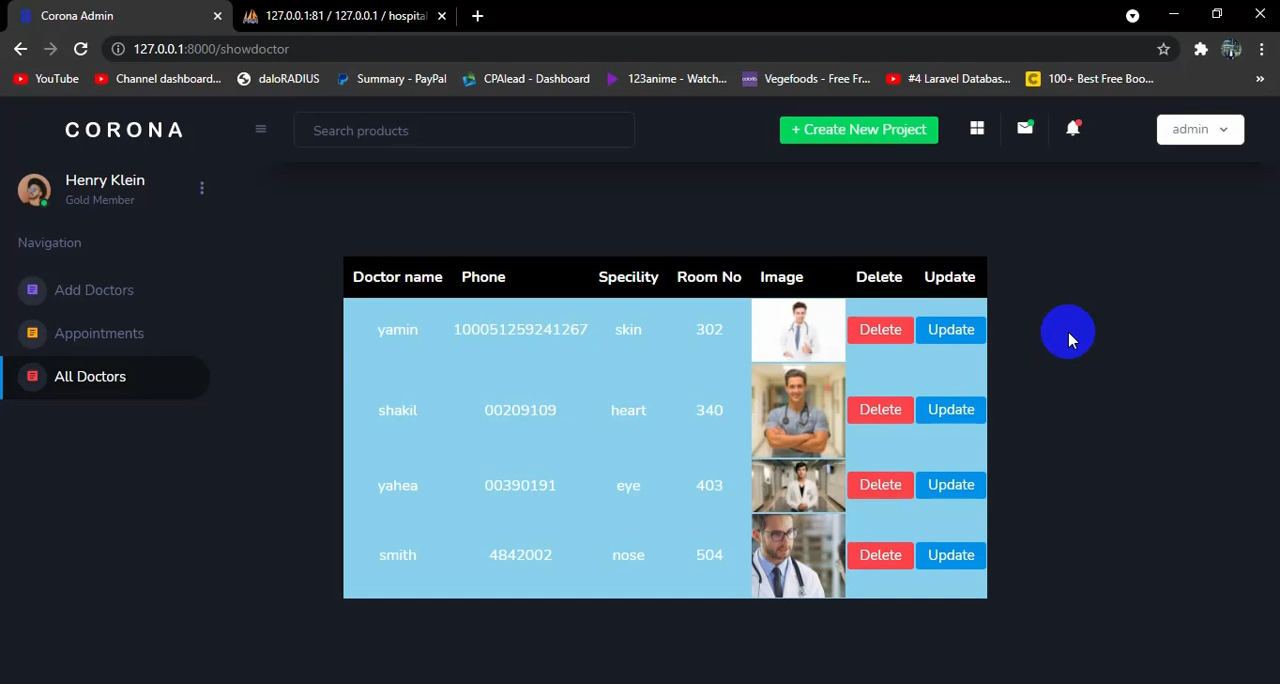 Corona Admin
127.0.0.1:81 / 127.0.0.1 / hospital
127.0.0.1:8000/showdoctor
YouTube Channel dashboard... daloRADIUS Summary - PayPal CPAlead - Dashboard 123anime - Watch... Vegefoods - Free Fr... #4 Laravel Databas... 100+ Best Free Boo... »
CORONA
Search products
+ Create New Project
admin
Henry Klein
Gold Member
Navigation
Add Doctors
Appointments
All Doctors
Doctor name Phone Specility Room No Image Delete Update
yamin 100051259241267 skin 302 Delete Update
shakil 00209109 heart 340 Delete Update
yahea 00390191 eye 403 Delete Update
smith 4842002 nose 504 Delete Update